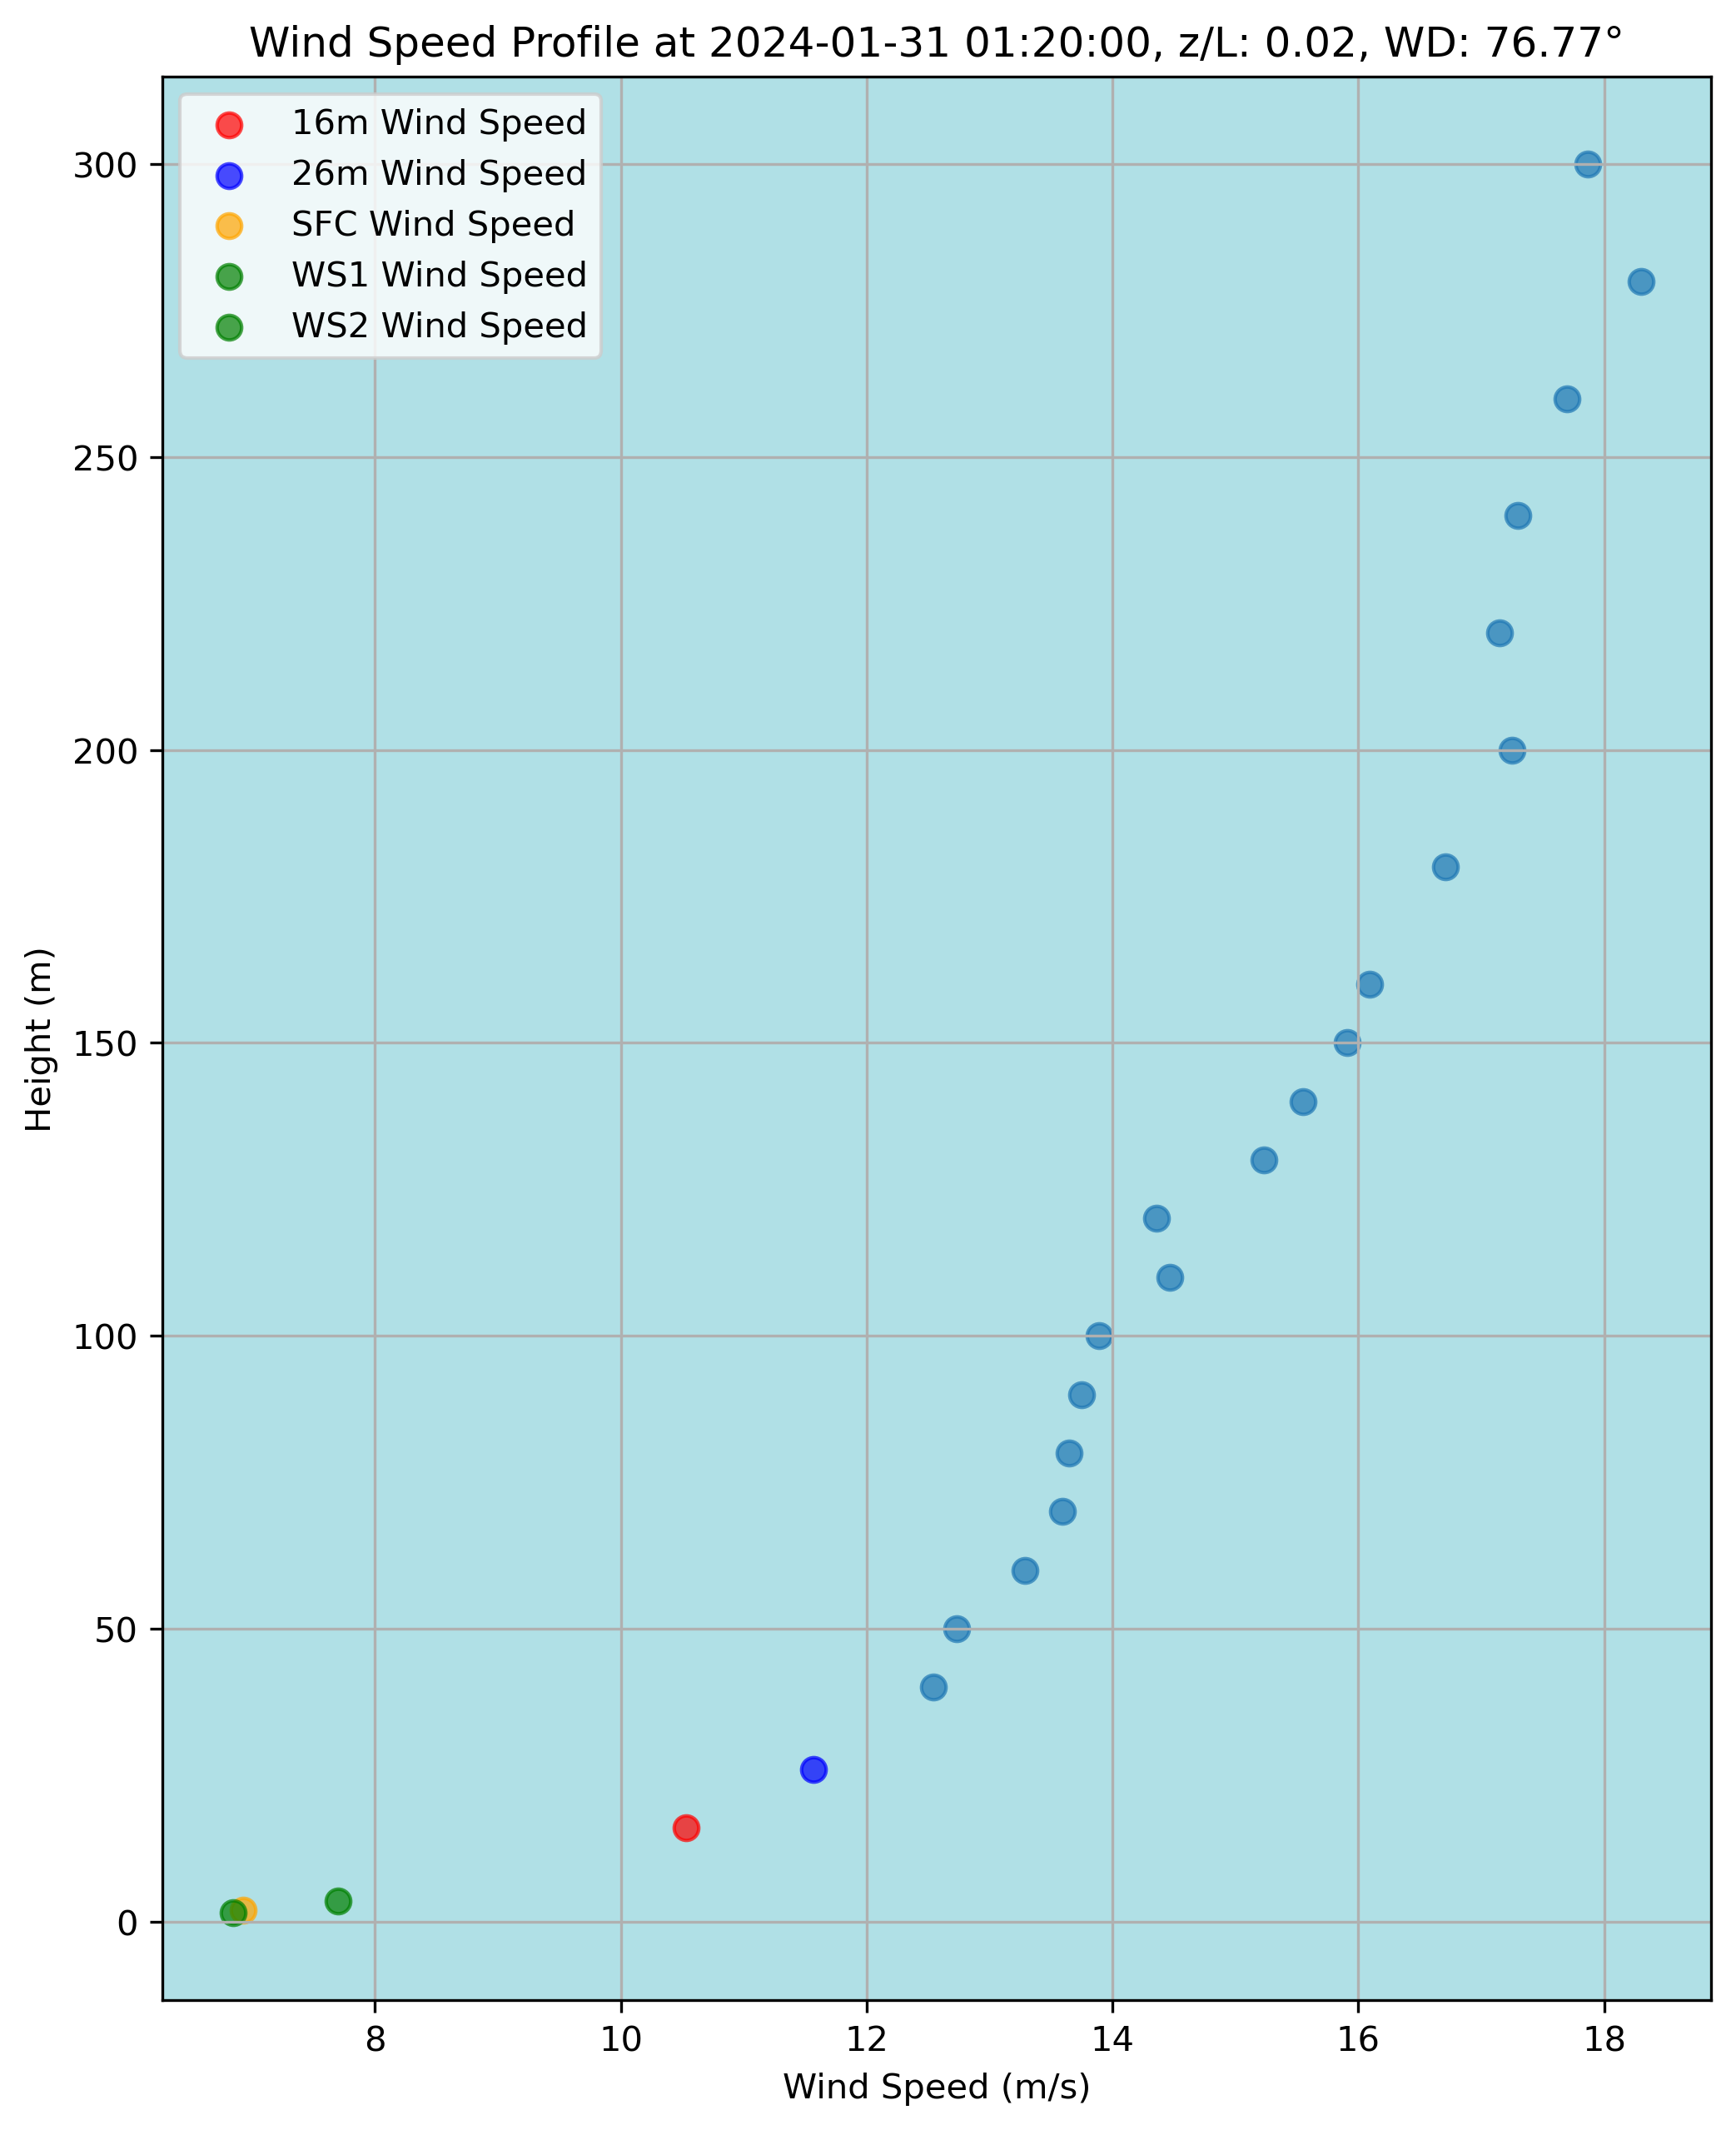 Wind Speed Profile at 2024-01-31 01:20:00, z/L: 0.02, WD: 76.77°
16m Wind Speed
26m Wind Speed
SFC Wind Speed
WS1 Wind Speed
WS2 Wind Speed
300
250
200
150
100
50
0
Height (m)
8 10 12 14 16 18
Wind Speed (m/s)